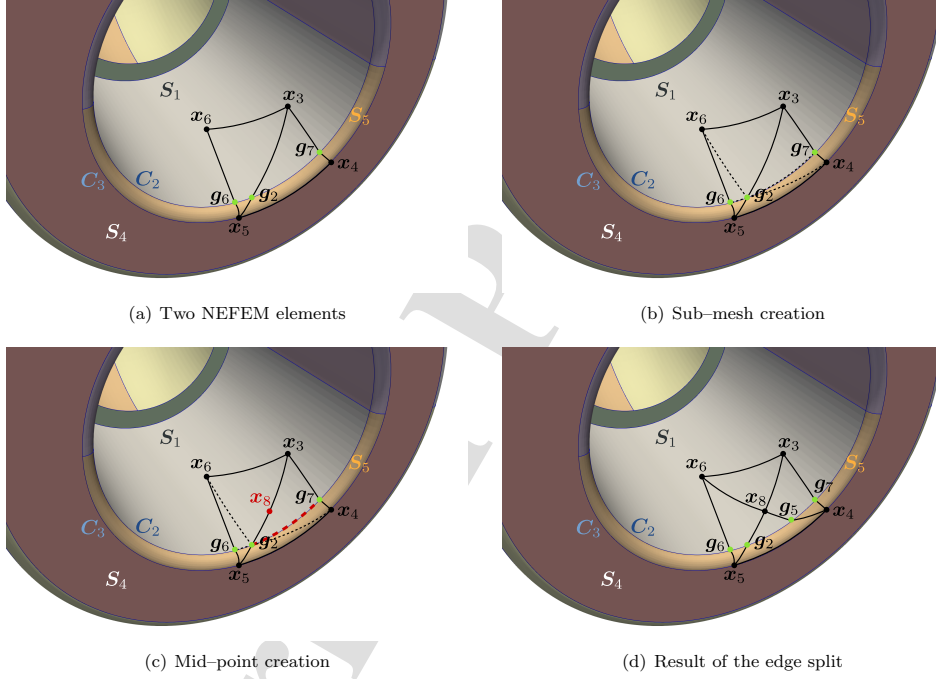 S₁
x₆
x₃
S₅
g₇
x₄
C₃
C₂
g₆
g₂
x₅
S₄
(a) Two NEFEM elements
S₁
x₆
x₃
S₅
g₇
x₄
C₃
C₂
g₆
g₂
x₅
S₄
(b) Sub–mesh creation
S₁
x₆
x₃
S₅
x₈
g₇
x₄
C₃
C₂
g₆
g₂
x₅
S₄
(c) Mid–point creation
S₁
x₆
x₃
S₅
g₇
x₈
g₅
x₄
C₃
C₂
g₆
g₂
x₅
S₄
(d) Result of the edge split